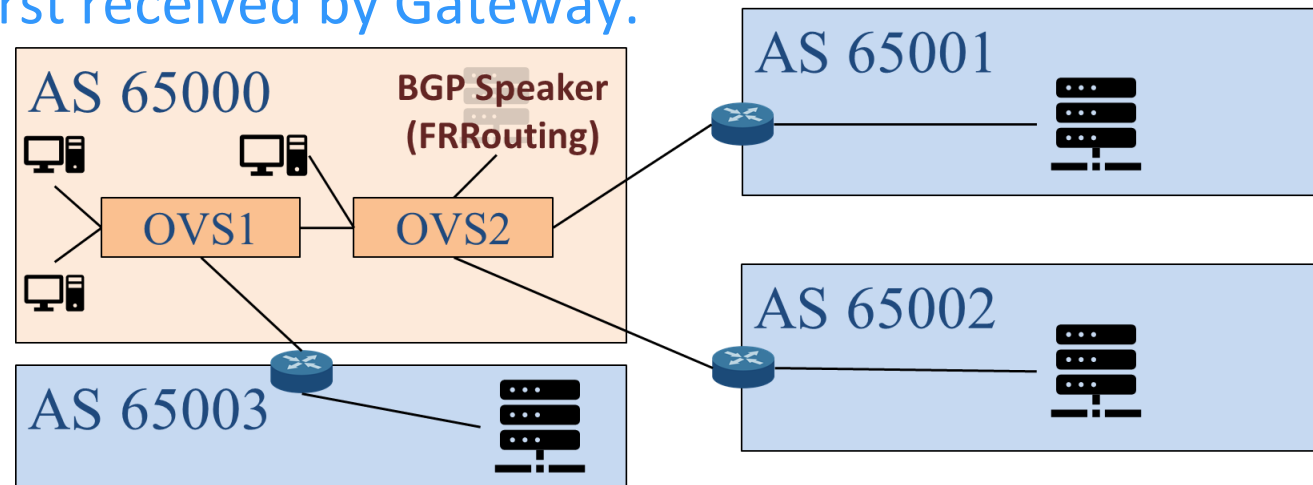 rst received by Gateway.
AS 65000
BGP Speaker
(FRRouting)
OVS1
OVS2
AS 65001
AS 65002
AS 65003